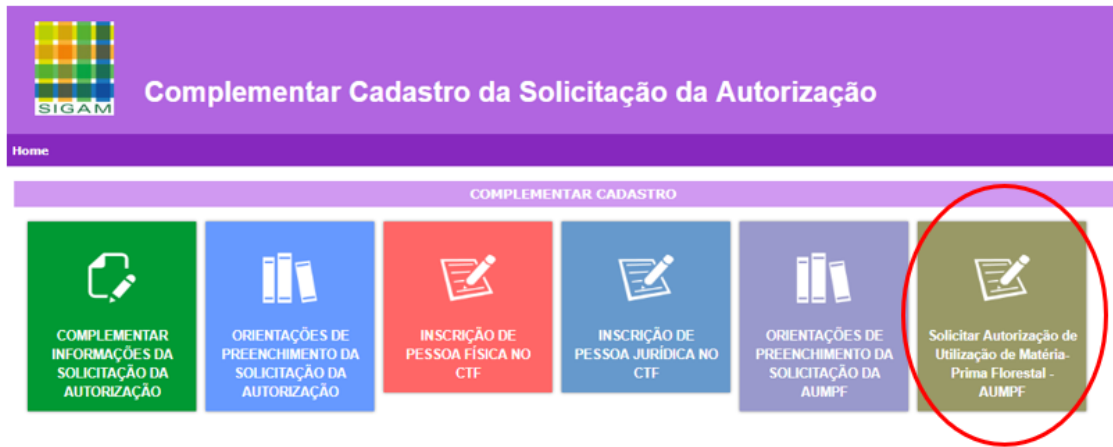 SIGAM
Complementar Cadastro da Solicitação da Autorização
Home
COMPLEMENTAR CADASTRO
COMPLEMENTAR
INFORMAÇÕES DA
SOLICITAÇÃO DA
AUTORIZAÇÃO
ORIENTAÇÕES DE
PREENCHIMENTO DA
SOLICITAÇÃO DA
AUTORIZAÇÃO
INSCRIÇÃO DE
PESSOA FÍSICA NO
CTF
INSCRIÇÃO DE
PESSOA JURÍDICA NO
CTF
ORIENTAÇÕES DE
PREENCHIMENTO DA
SOLICITAÇÃO DA
AUMPF
Solicitar Autorização de
Utilização de Matéria-
Prima Florestal -
AUMPF